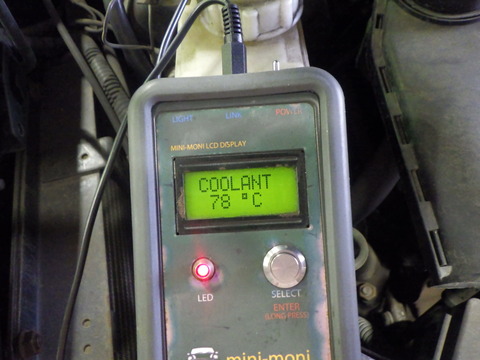 LIGHT LINK POWER
MINI-MONI LCD DISPLAY
COOLANT
78 °C
LED SELECT
ENTER
(LONG PRESS)
mini-moni